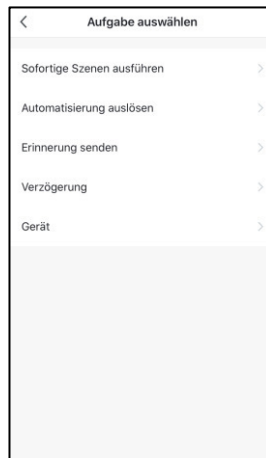 Aufgabe auswählen
Sofortige Szenen ausführen
Automatisierung auslösen
Erinnerung senden
Verzögerung
Gerät